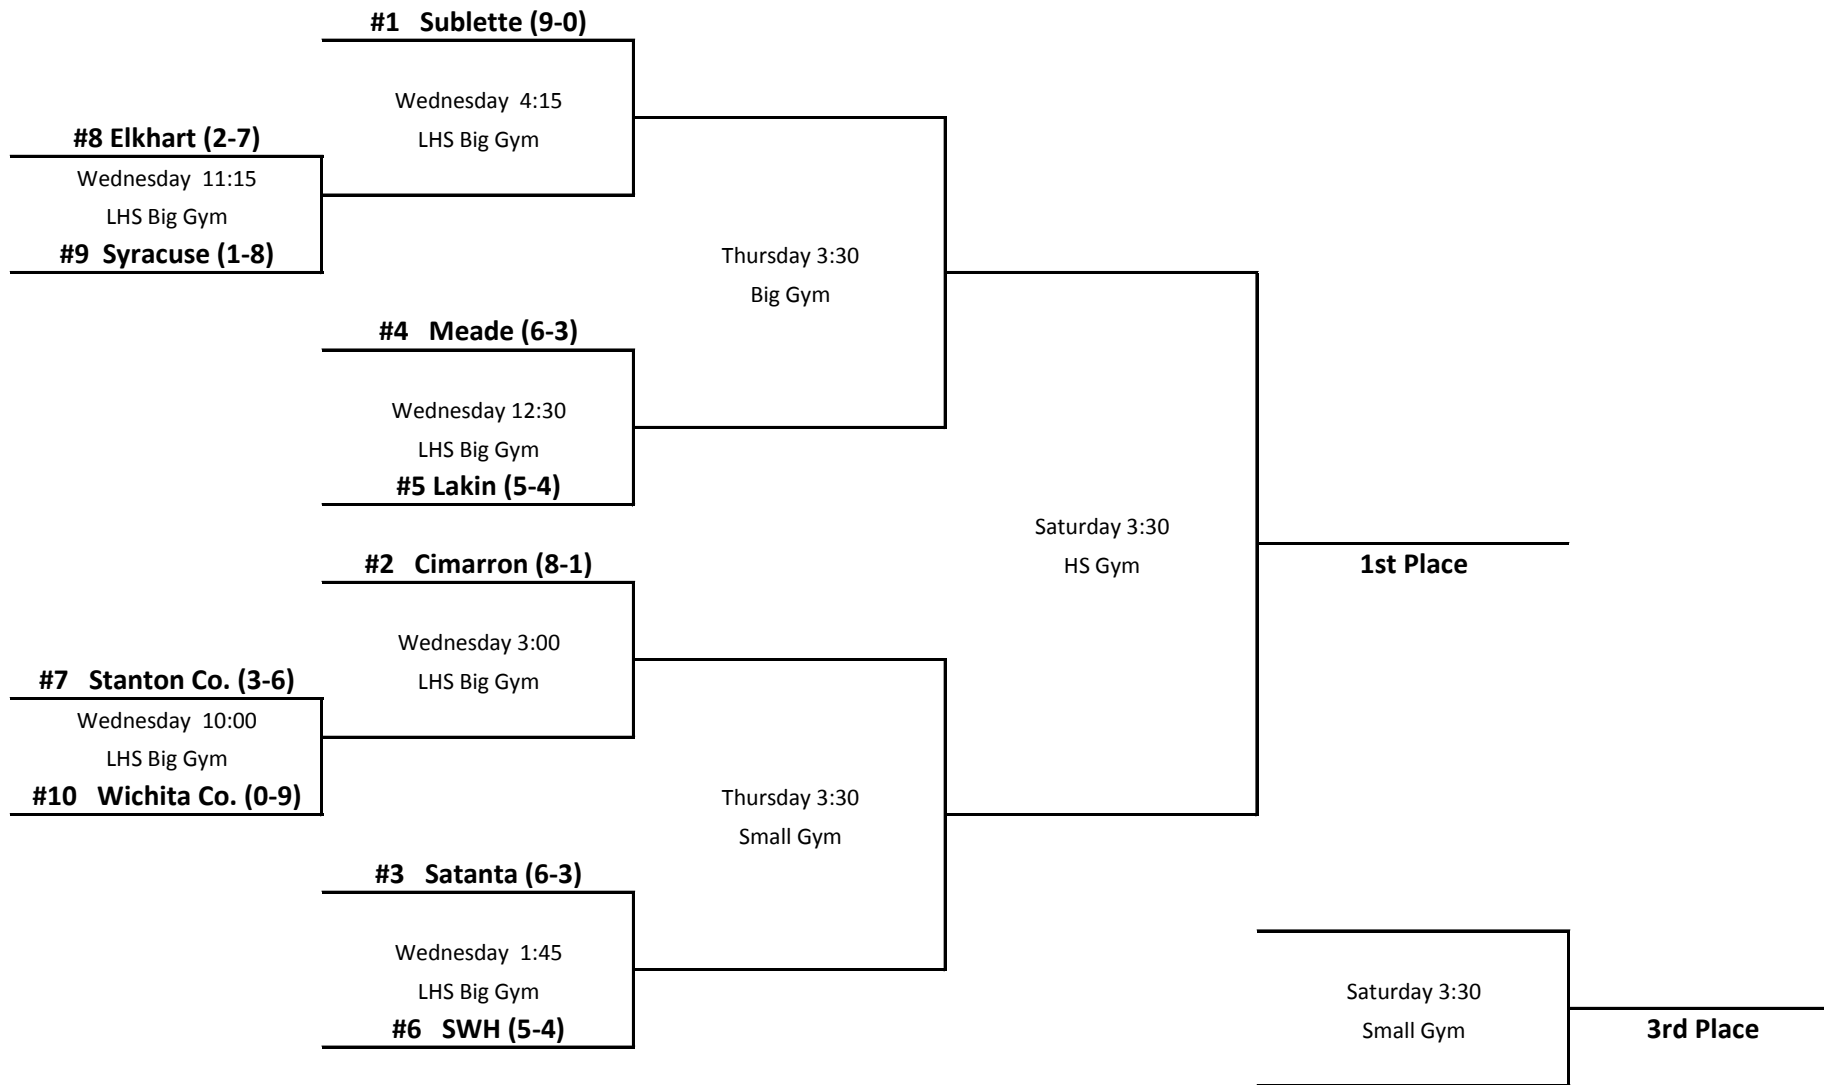 #1 Sublette (9-0)
Wednesday 4:15
LHS Big Gym
#8 Elkhart (2-7)
Wednesday 11:15
LHS Big Gym
#9 Syracuse (1-8)
Thursday 3:30
Big Gym
#4 Meade (6-3)
Wednesday 12:30
LHS Big Gym
#5 Lakin (5-4)
Saturday 3:30
HS Gym
1st Place
#2 Cimarron (8-1)
Wednesday 3:00
LHS Big Gym
#7 Stanton Co. (3-6)
Wednesday 10:00
LHS Big Gym
#10 Wichita Co. (0-9)
Thursday 3:30
Small Gym
#3 Satanta (6-3)
Wednesday 1:45
LHS Big Gym
#6 SWH (5-4)
Saturday 3:30
Small Gym
3rd Place